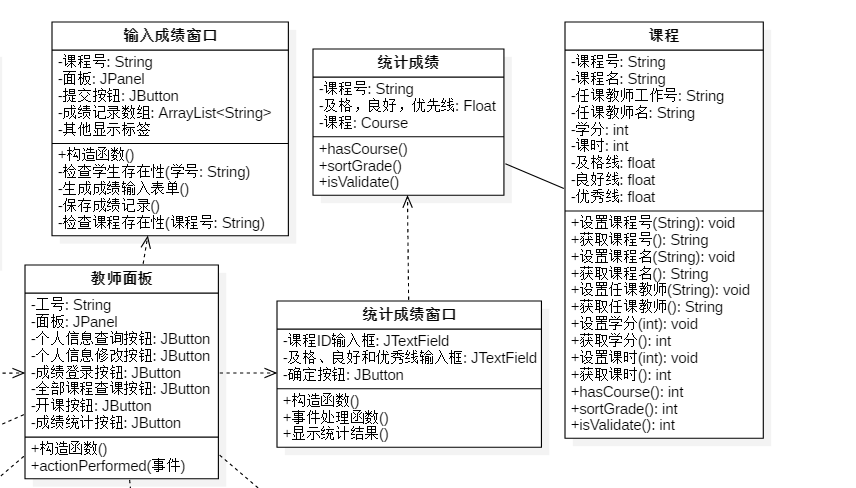 输入成绩窗口
-课程号: String
-面板: JPanel
-提交按钮: JButton
-成绩记录数组: ArrayList<String>
-其他显示标签
+构造函数()
-检查学生存在性(学号: String)
-生成成绩输入表单()
-保存成绩记录()
-检查课程存在性(课程号: String)
统计成绩
-课程号: String
-及格，良好，优先线: Float
-课程: Course
+hasCourse()
+sortGrade()
+isValidate()
课程
-课程号: String
-课程名: String
-任课教师工作号: String
-任课教师名: String
-学分: int
-课时: int
-及格线: float
-良好线: float
-优秀线: float
+设置课程号(String): void
+获取课程号(): String
+设置课程名(String): void
+获取课程名(): String
+设置任课教师(String): void
+获取任课教师(): String
+设置学分(int): void
+获取学分(): int
+设置课时(int): void
+获取课时(): int
+hasCourse(): int
+sortGrade(): int
+isValidate(): int
教师面板
-工号: String
-面板: JPanel
-个人信息查询按钮: JButton
-个人信息修改按钮: JButton
-成绩登录按钮: JButton
-全部课程查课按钮: JButton
-开课按钮: JButton
-成绩统计按钮: JButton
+构造函数()
+actionPerformed(事件)
统计成绩窗口
-课程ID输入框: JTextField
-及格、良好和优秀线输入框: JTextField
-确定按钮: JButton
+构造函数()
+事件处理函数()
+显示统计结果()